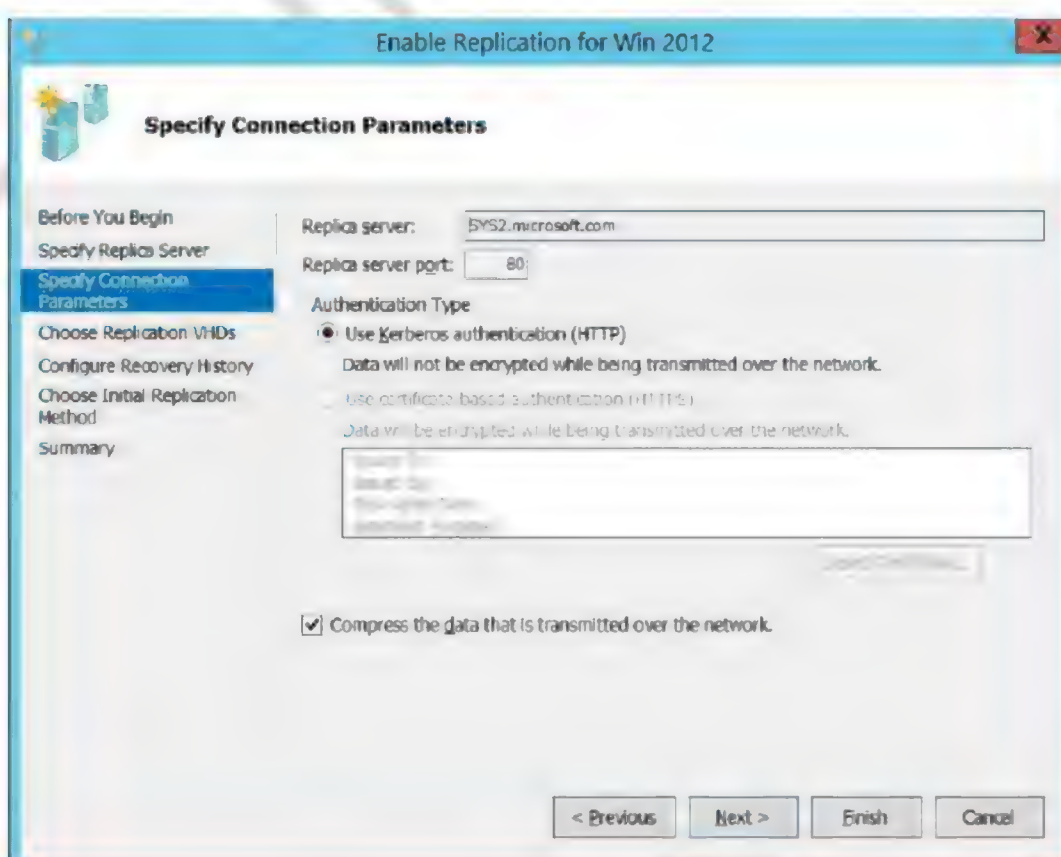 Enable Replication for Win 2012
Specify Connection Parameters
Before You Begin
Specify Replica Server
Specify Connection
Parameters
Choose Replication VHDs
Configure Recovery History
Choose Initial Replication
Method
Summary
Replica server:
SYS2.microsoft.com
Replica server port:
80
Authentication Type
Use Kerberos authentication (HTTP)
Data will not be encrypted while being transmitted over the network.
Use certificate-based authentication (HTTPS)
Data will be encrypted while being transmitted over the network.
Compress the data that is transmitted over the network.
< Previous
Next >
Finish
Cancel